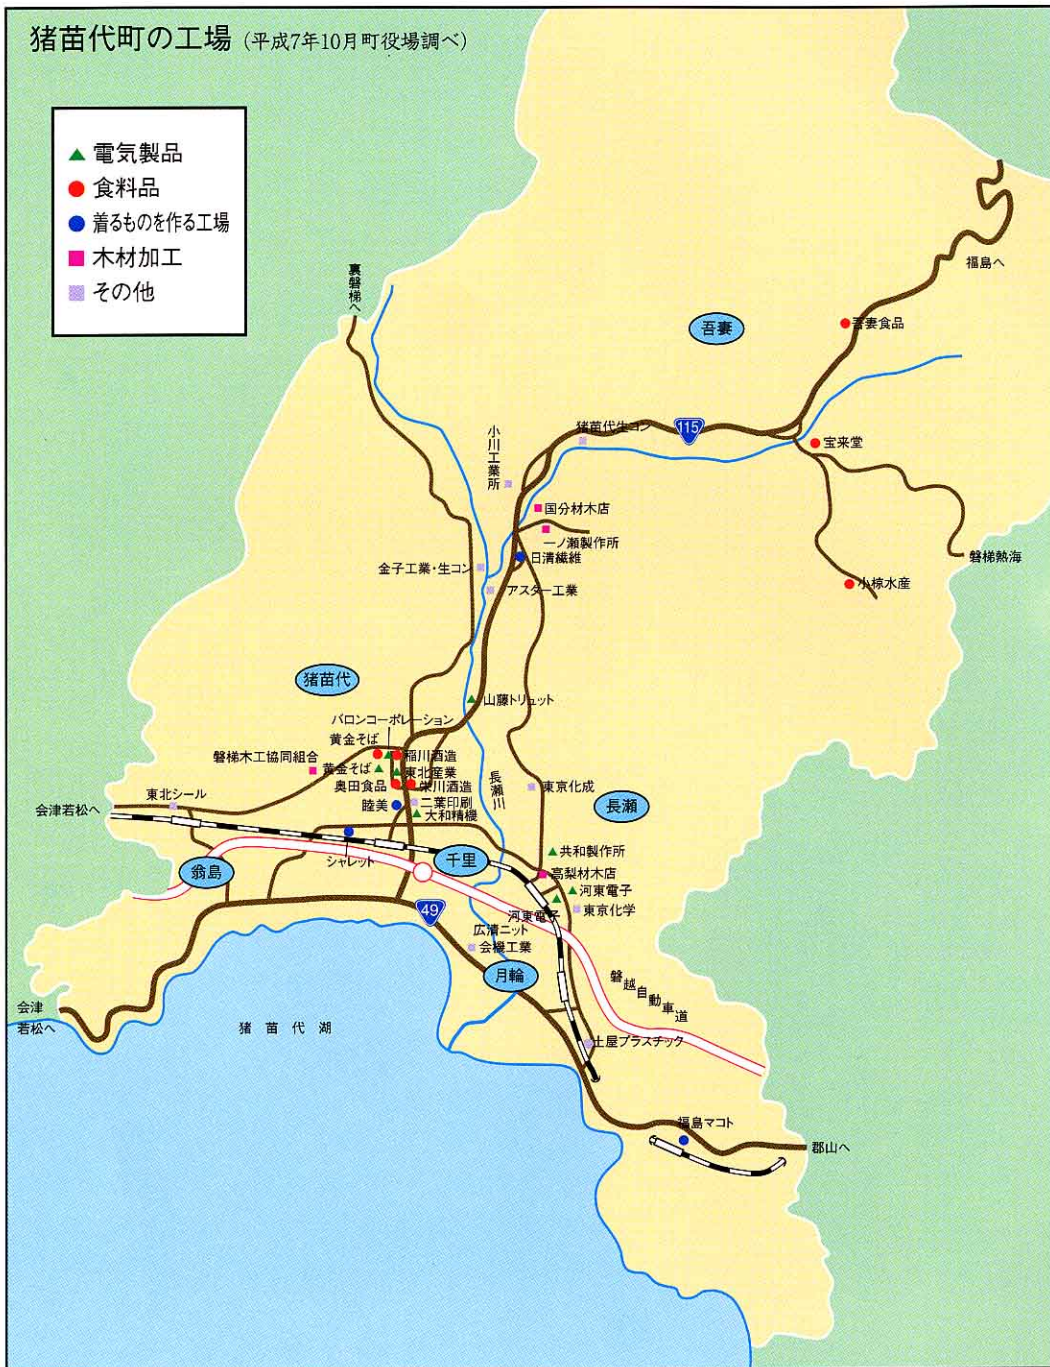 猪苗代町の工場(平成7年10月町役場調べ)
電気製品
食料品
着るものを作る工場
木材加工
その他
裏磐梯へ
福島へ
吾妻
吾妻食品
115
猪苗代生コン
宝来堂
小川工業所
国分材木店
一ノ瀬製作所
日清繊維
磐梯熱海
金子工業・生コン
アスター工業
小椋水産
猪苗代
山藤トリュット
バロンコーポレーション
黄金そば
稲川酒造
磐梯木工協同組合
黄金そば
東北産業
奥田食品
栄川酒造
東京化成
長瀬川
長瀬
東北シール
睦美
二葉印刷
大和精機
会津若松へ
シャレット
千里
共和製作所
翁島
高梨材木店
河東電子
河東電子
東京化学
49
広済ニット
会機工業
月輪
磐越自動車道
会津
若松へ
猪苗代湖
土屋プラスチック
福島マコト
郡山へ